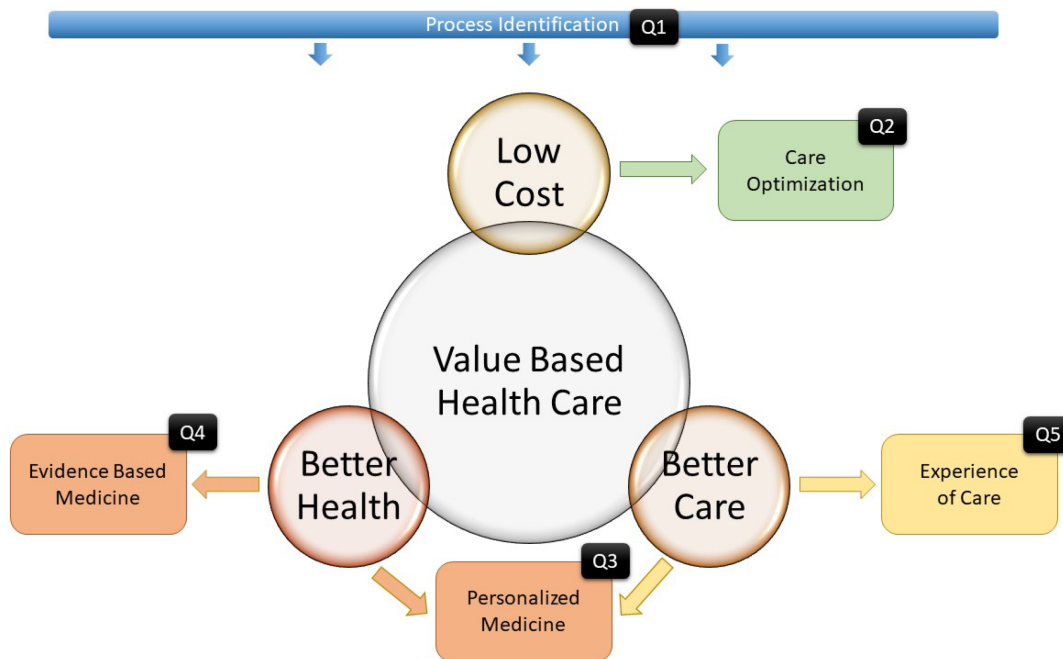 Process Identification Q1
Low
Cost
Q2
Care
Optimization
Value Based
Health Care
Q4
Evidence Based
Medicine
Better
Health
Better
Care
Q5
Experience
of Care
Q3
Personalized
Medicine